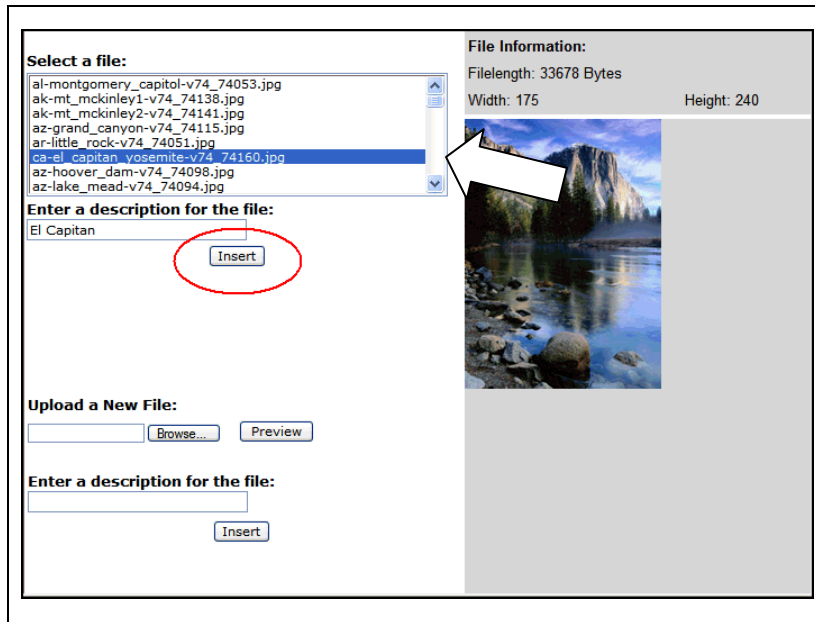 Select a file:
al-montgomery_capitol-v74_74053.jpg
ak-mt_mckinley1-v74_74138.jpg
ak-mt_mckinley2-v74_74141.jpg
az-grand_canyon-v74_74115.jpg
ar-little_rock-v74_74051.jpg
ca-el_capitan_yosemite-v74_74160.jpg
az-hoover_dam-v74_74098.jpg
az-lake_mead-v74_74094.jpg
Enter a description for the file:
El Capitan
Insert
Upload a New File:
Browse... Preview
Enter a description for the file:
Insert
File Information:
Filelength: 33678 Bytes
Width: 175 Height: 240